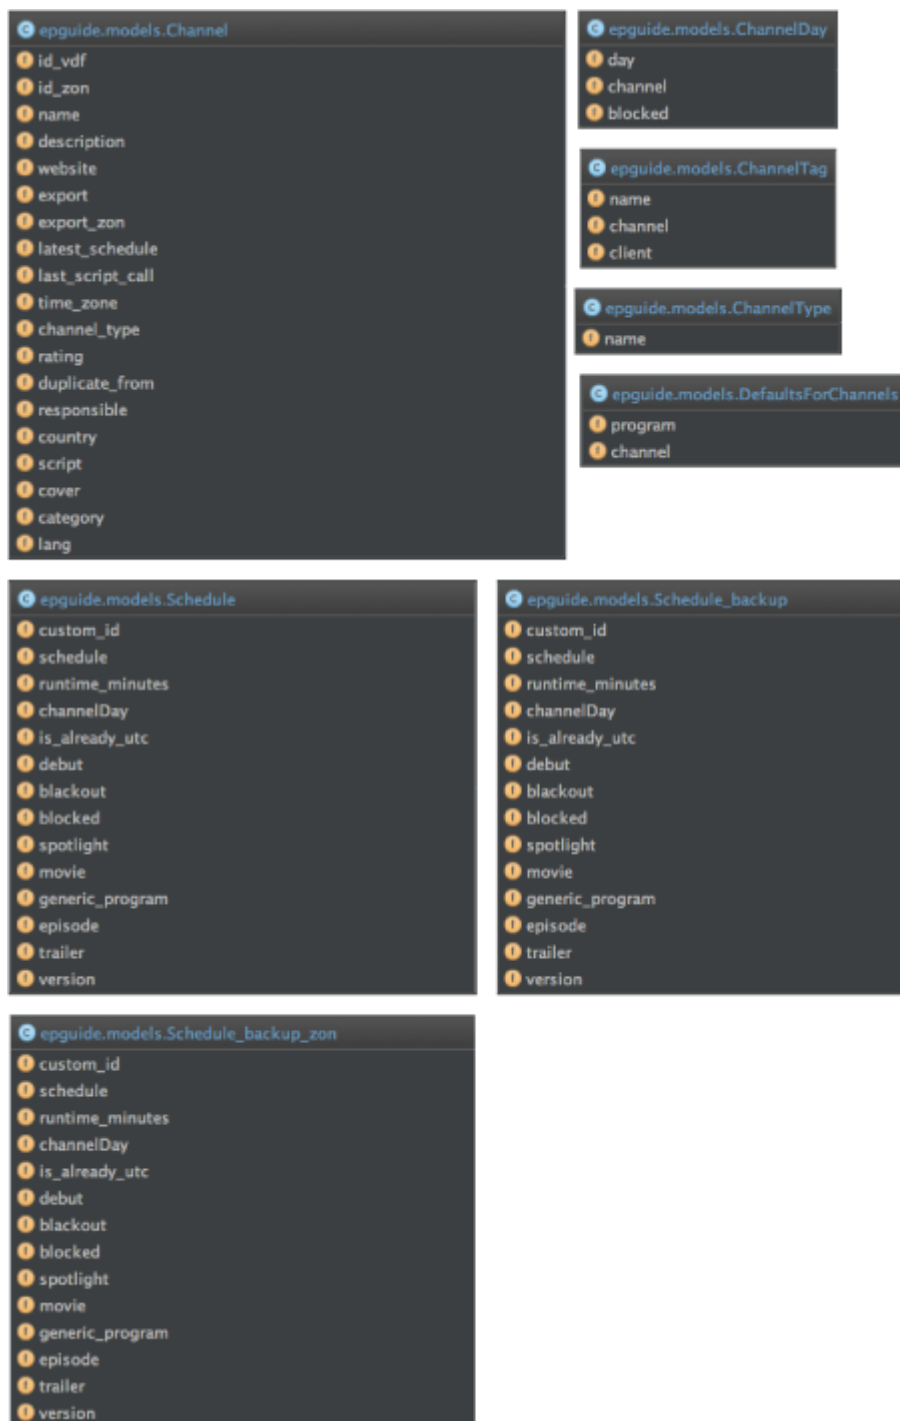 epguide.models.Channel
id_vdf
id_zon
name
description
website
export
export_zon
latest_schedule
last_script_call
time_zone
channel_type
rating
duplicate_from
responsible
country
script
cover
category
lang
epguide.models.ChannelDay
day
channel
blocked
epguide.models.ChannelTag
name
channel
client
epguide.models.ChannelType
name
epguide.models.DefaultsForChannels
program
channel
epguide.models.Schedule
custom_id
schedule
runtime_minutes
channelDay
is_already_utc
debut
blackout
blocked
spotlight
movie
generic_program
episode
trailer
version
epguide.models.Schedule_backup
custom_id
schedule
runtime_minutes
channelDay
is_already_utc
debut
blackout
blocked
spotlight
movie
generic_program
episode
trailer
version
epguide.models.Schedule_backup_zon
custom_id
schedule
runtime_minutes
channelDay
is_already_utc
debut
blackout
blocked
spotlight
movie
generic_program
episode
trailer
version